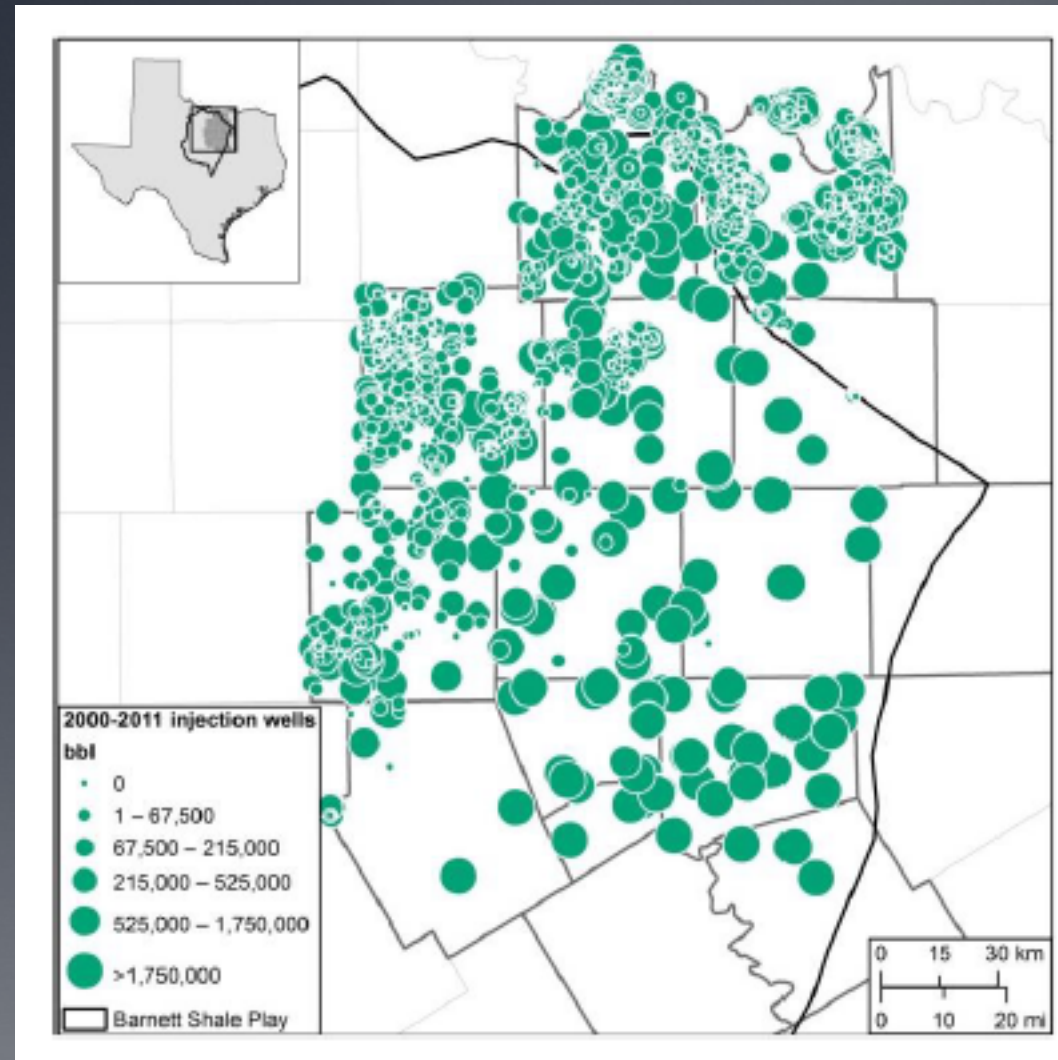 2000-2011 injection wells
bbl
0
1 – 67,500
67,500 – 215,000
215,000 – 525,000
525,000 – 1,750,000
>1,750,000
Barnett Shale Play
0 15 30 km
0 10 20 mi